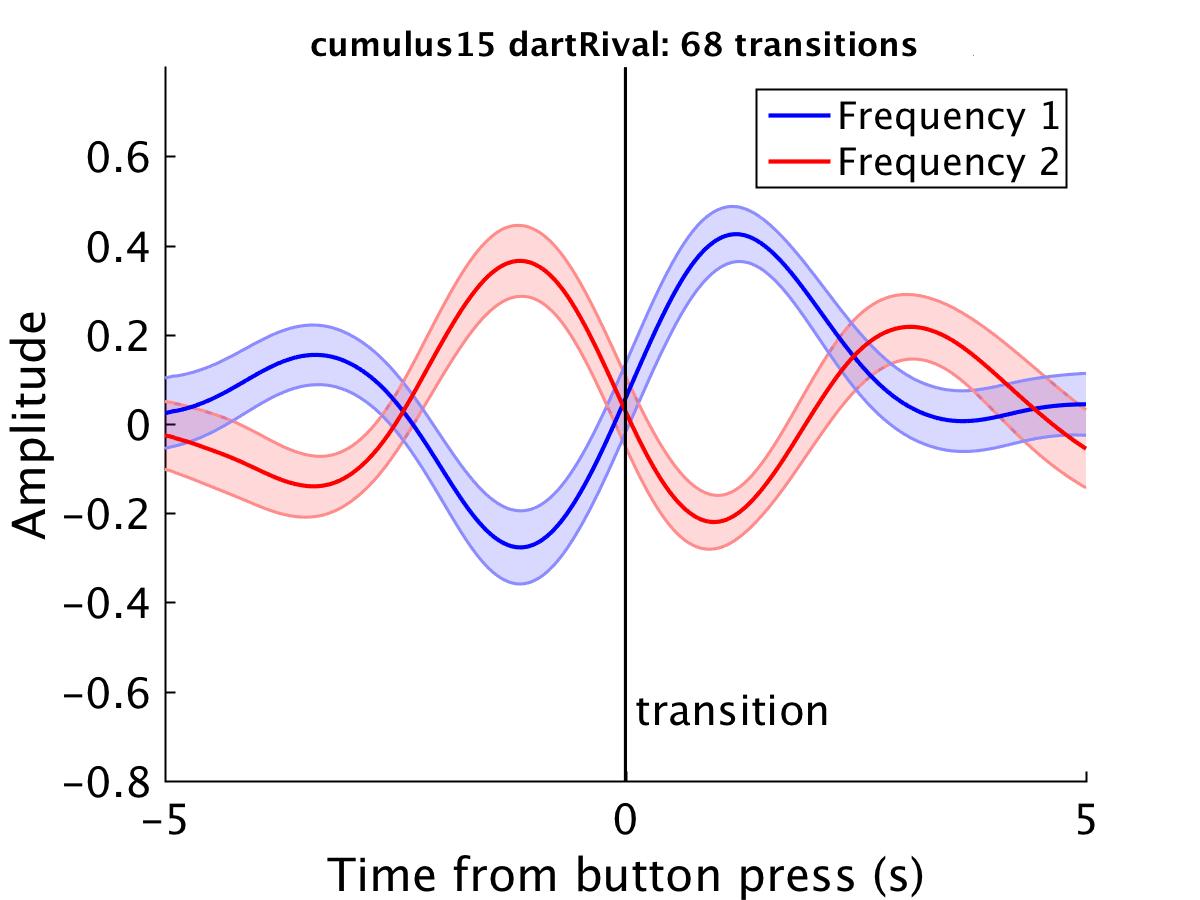 cumulus15 dartRival: 68 transitions
Frequency 1
Frequency 2
0.6
0.4
0.2
0
−0.2
−0.4
−0.6
−0.8
Amplitude
transition
−5
0
5
Time from button press (s)